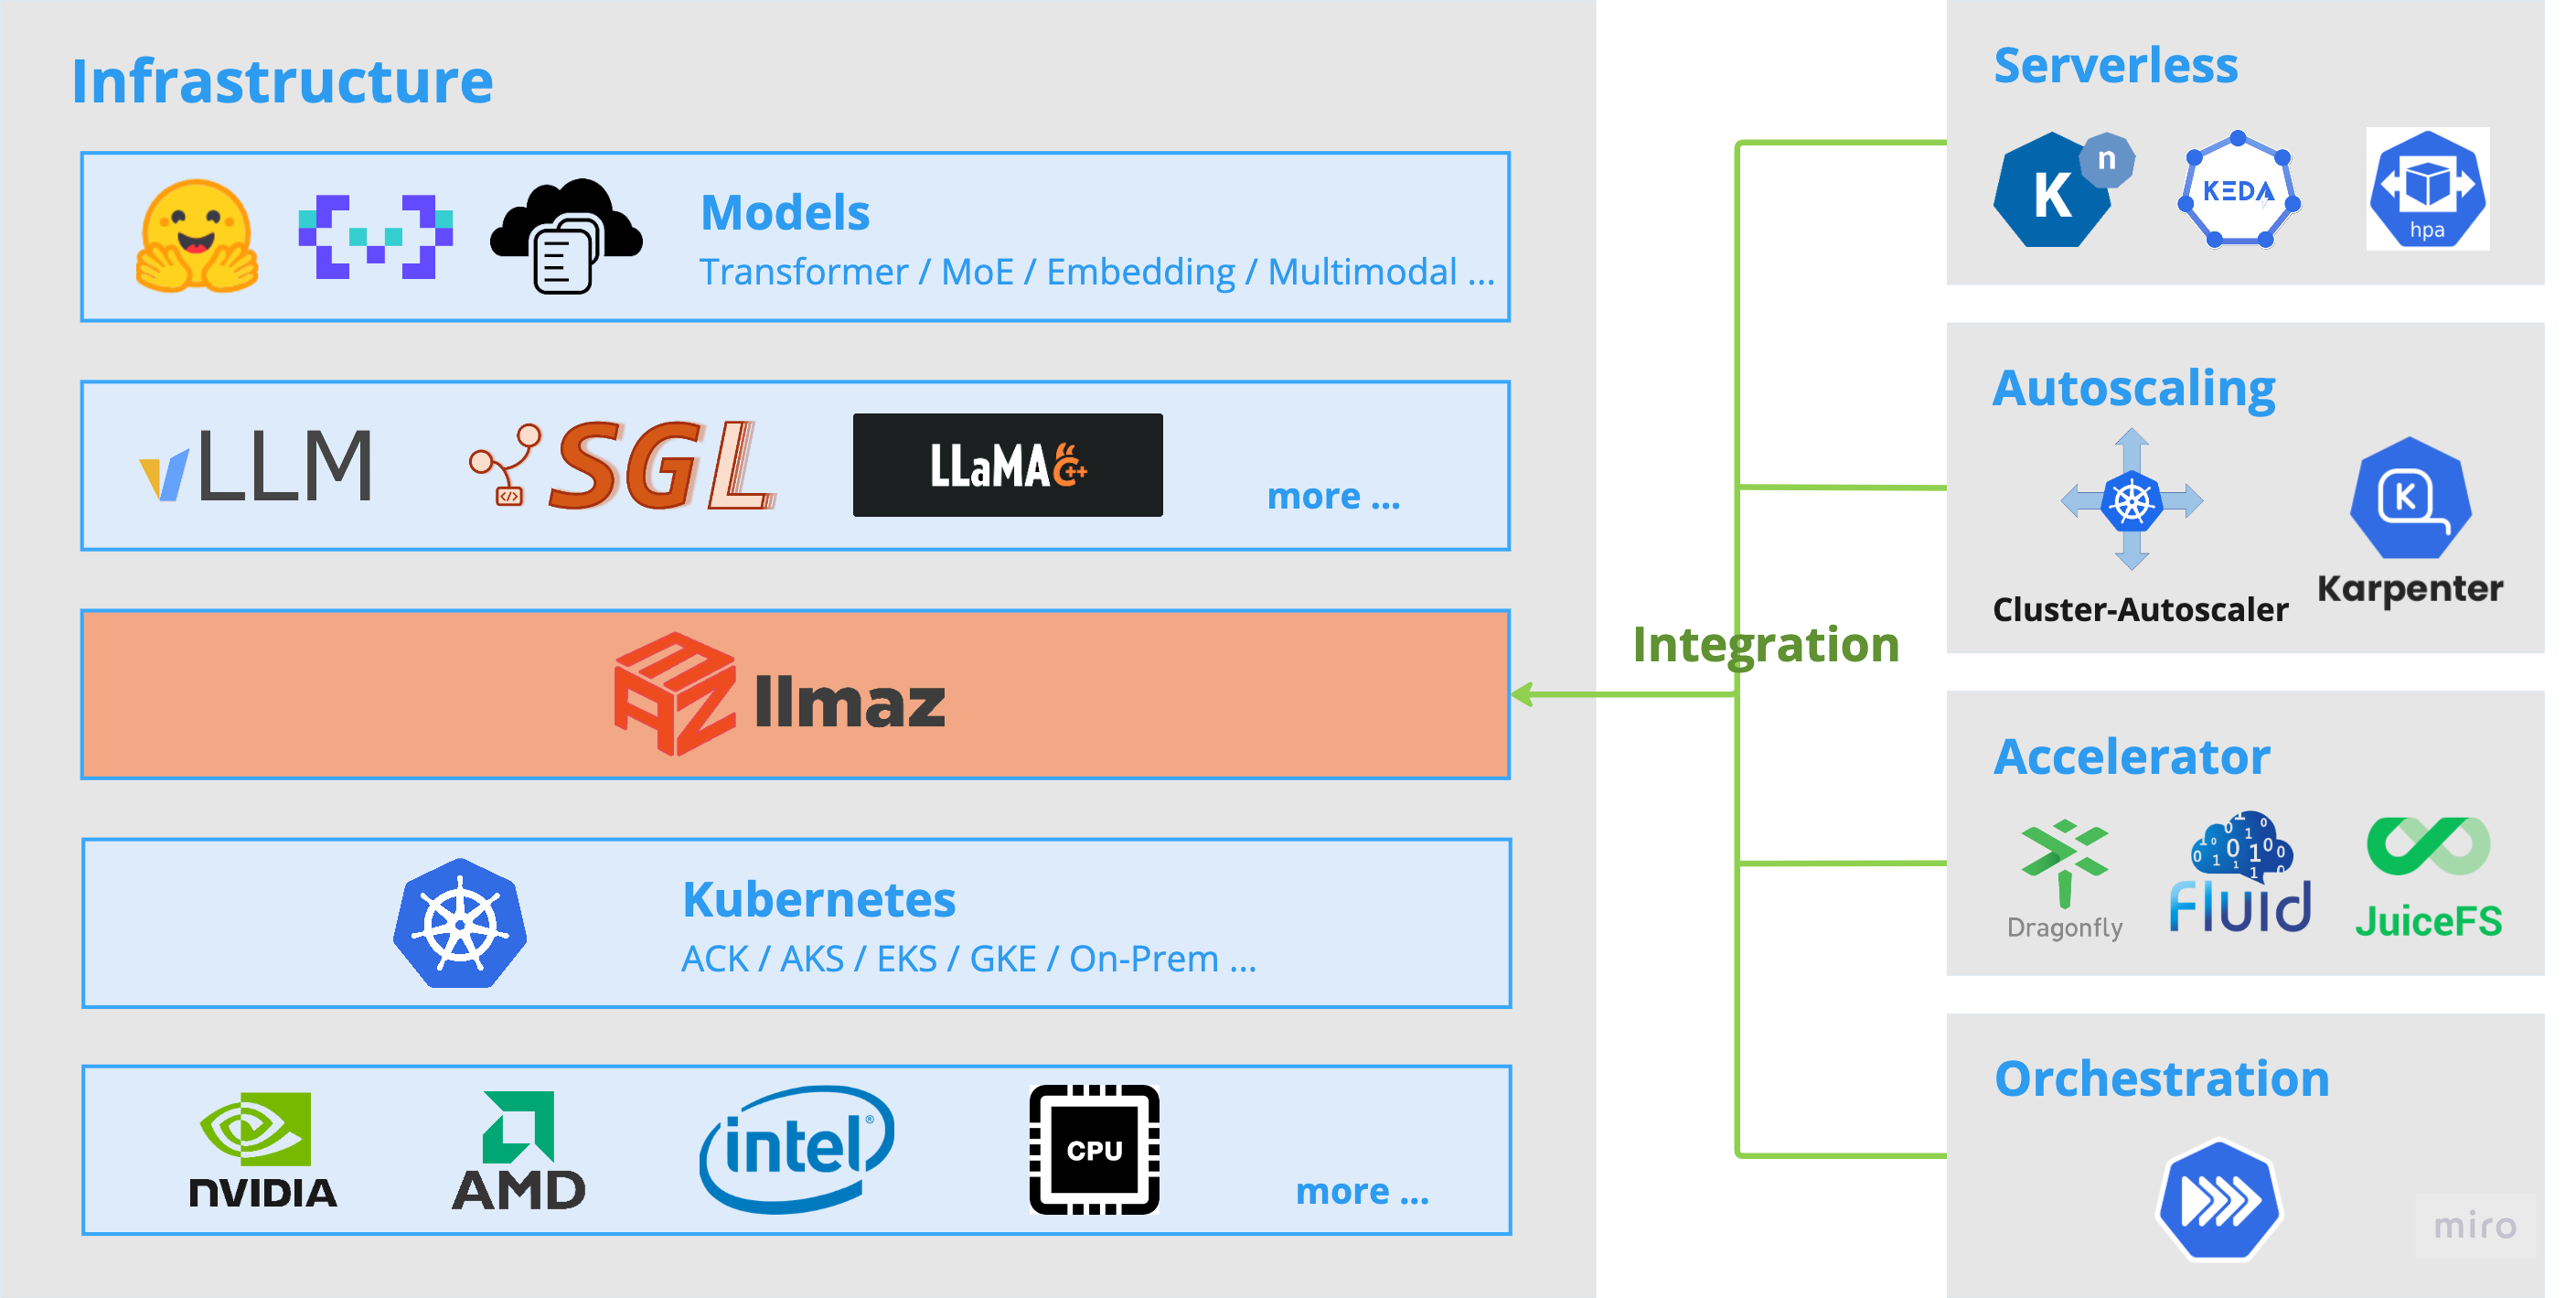 Infrastructure
Models
Transformer / MoE / Embedding / Multimodal ...
vLLM
SGL
LLaMA C++
more ...
llmaz
Kubernetes
ACK / AKS / EKS / GKE / On-Prem ...
NVIDIA
AMD
intel®
CPU
more ...
Integration
Serverless
K n
KEDA
hpa
Autoscaling
Cluster-Autoscaler
K
Karpenter
Accelerator
Dragonfly
Fluid
JuiceFS
Orchestration
miro